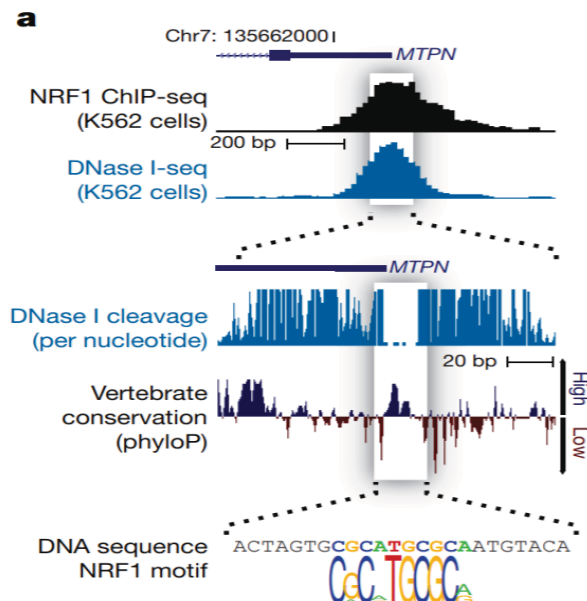 a
Chr7: 135662000
MTPN
NRF1 ChIP-seq
(K562 cells)
200 bp
DNase I-seq
(K562 cells)
MTPN
DNase I cleavage
(per nucleotide)
20 bp
Vertebrate
conservation
(phyloP)
High
Low
DNA sequence
ACTAGTGCGCATGCGCAATGTACA
NRF1 motif